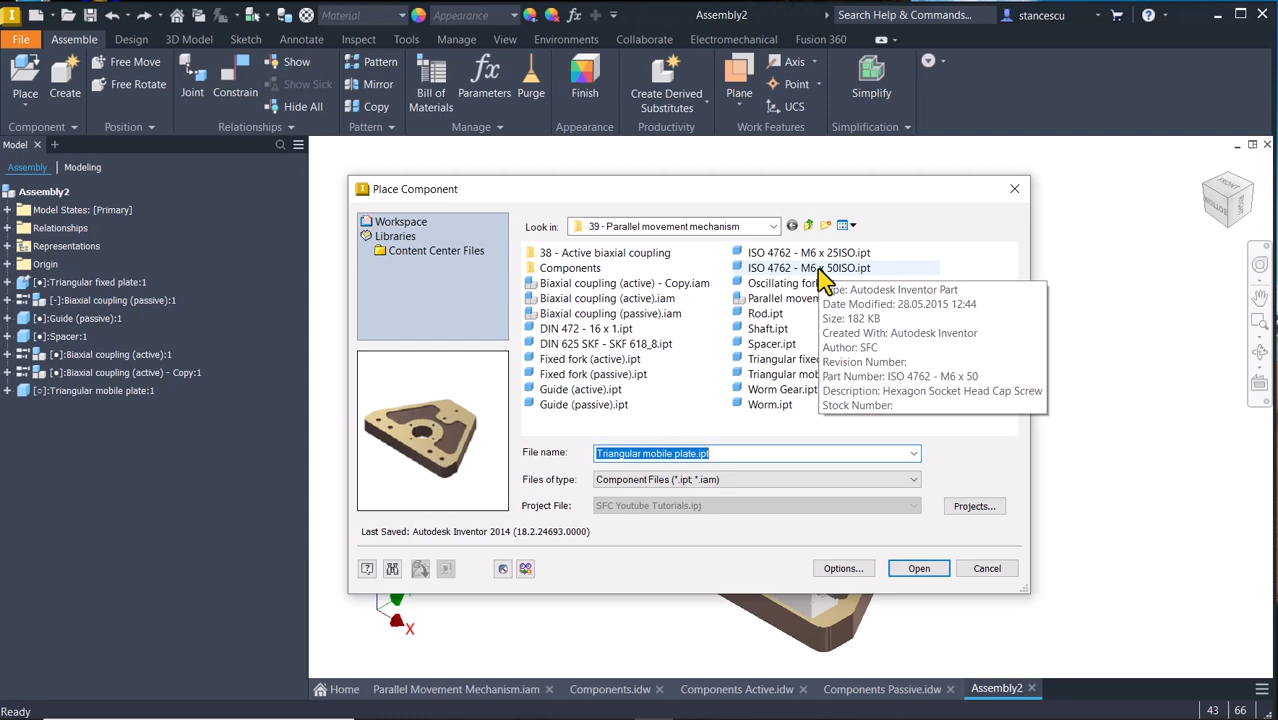 Material
Appearance
Assembly2
Search Help & Commands...
stancescu
File
Assemble
Design
3D Model
Sketch
Annotate
Inspect
Tools
Manage
View
Environments
Collaborate
Electromechanical
Fusion 360
Place
Create
Free Move
Free Rotate
Joint
Constrain
Show
Show Sick
Hide All
Pattern
Mirror
Copy
Bill of
Materials
Parameters
Purge
Finish
Create Derived
Substitutes
Plane
Axis
Point
UCS
Simplify
Component
Position
Relationships
Pattern
Manage
Appearance
Productivity
Work Features
Simplification
Model
Assembly
Modeling
Assembly2
Model States: [Primary]
Relationships
Representations
Origin
Triangular fixed plate:1
[-]:Biaxial coupling (passive):1
[●]:Guide (passive):1
[●]:Spacer:1
[●]:Biaxial coupling (active):1
[●]:Biaxial coupling (active) - Copy:1
[○]:Triangular mobile plate:1
Place Component
Workspace
Libraries
Content Center Files
Look in:
39 - Parallel movement mechanism
38 - Active biaxial coupling
Components
Biaxial coupling (active) - Copy.iam
Biaxial coupling (active).iam
Biaxial coupling (passive).iam
DIN 472 - 16 x 1.ipt
DIN 625 SKF - SKF 618_8.ipt
Fixed fork (active).ipt
Fixed fork (passive).ipt
Guide (active).ipt
Guide (passive).ipt
ISO 4762 - M6 x 25ISO.ipt
ISO 4762 - M6 x 50ISO.ipt
Oscillating for
Parallel movem
Rod.ipt
Shaft.ipt
Spacer.ipt
Triangular fixe
Triangular mob
Worm Gear.ipt
Worm.ipt
Type: Autodesk Inventor Part
Date Modified: 28.05.2015 12:44
Size: 182 KB
Created With: Autodesk Inventor
Author: SFC
Revision Number:
Part Number: ISO 4762 - M6 x 50
Description: Hexagon Socket Head Cap Screw
Stock Number:
File name:
Triangular mobile plate.ipt
Files of type:
Component Files (*.ipt; *.iam)
Project File:
SFC Youtube Tutorials.ipj
Projects...
Last Saved: Autodesk Inventor 2014 (18.2.24693.0000)
Options...
Open
Cancel
FRONT
RIGHT
X
Home
Parallel Movement Mechanism.iam
Components.idw
Components Active.idw
Components Passive.idw
Assembly2
Ready
43
66